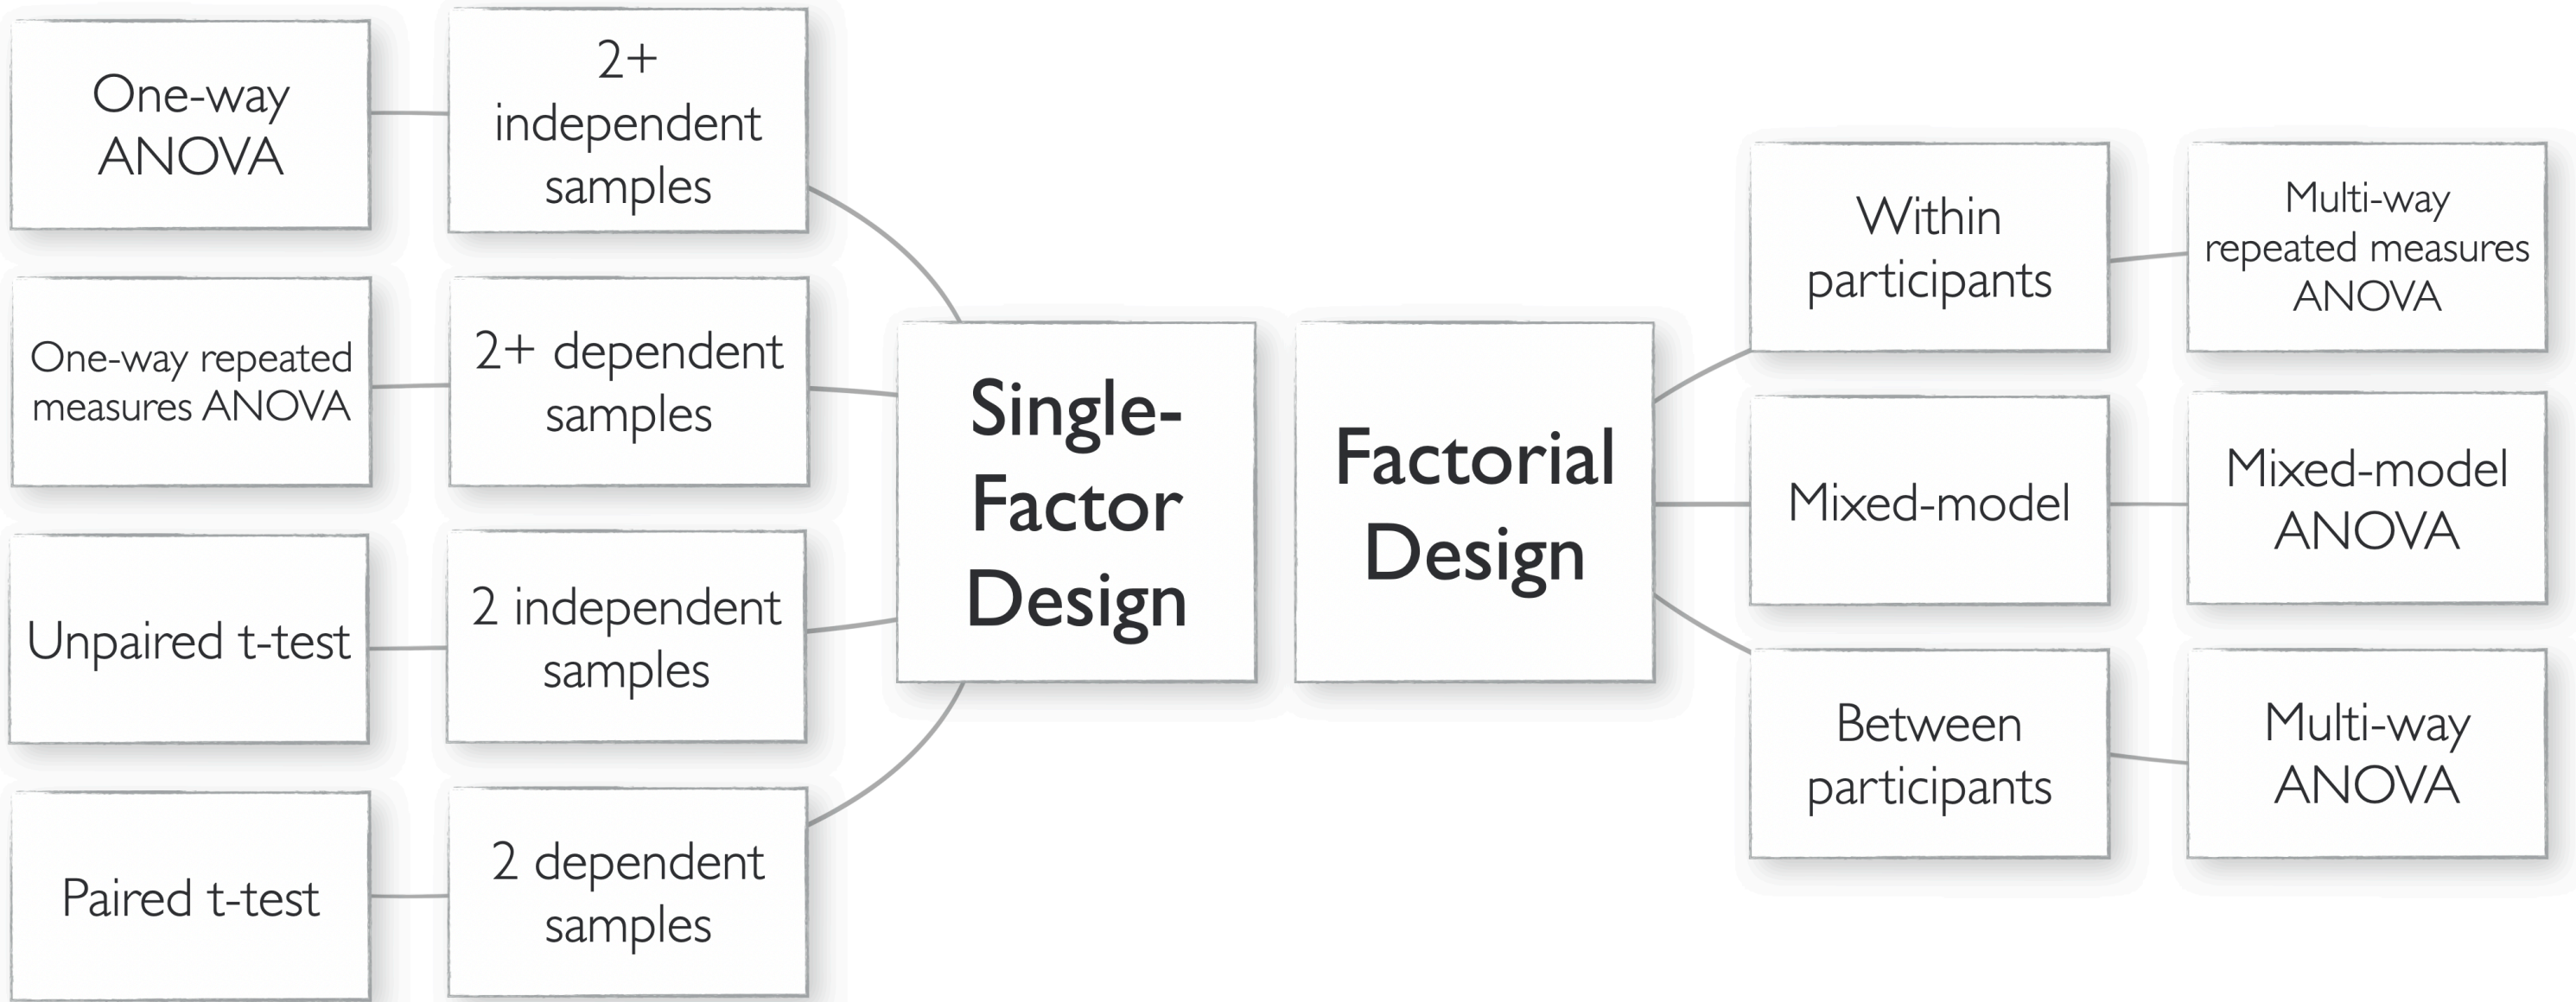 One-way
ANOVA
2+
independent
samples
One-way repeated
measures ANOVA
2+ dependent
samples
Unpaired t-test
2 independent
samples
Paired t-test
2 dependent
samples
Single-
Factor
Design
Factorial
Design
Within
participants
Multi-way
repeated measures
ANOVA
Mixed-model
Mixed-model
ANOVA
Between
participants
Multi-way
ANOVA